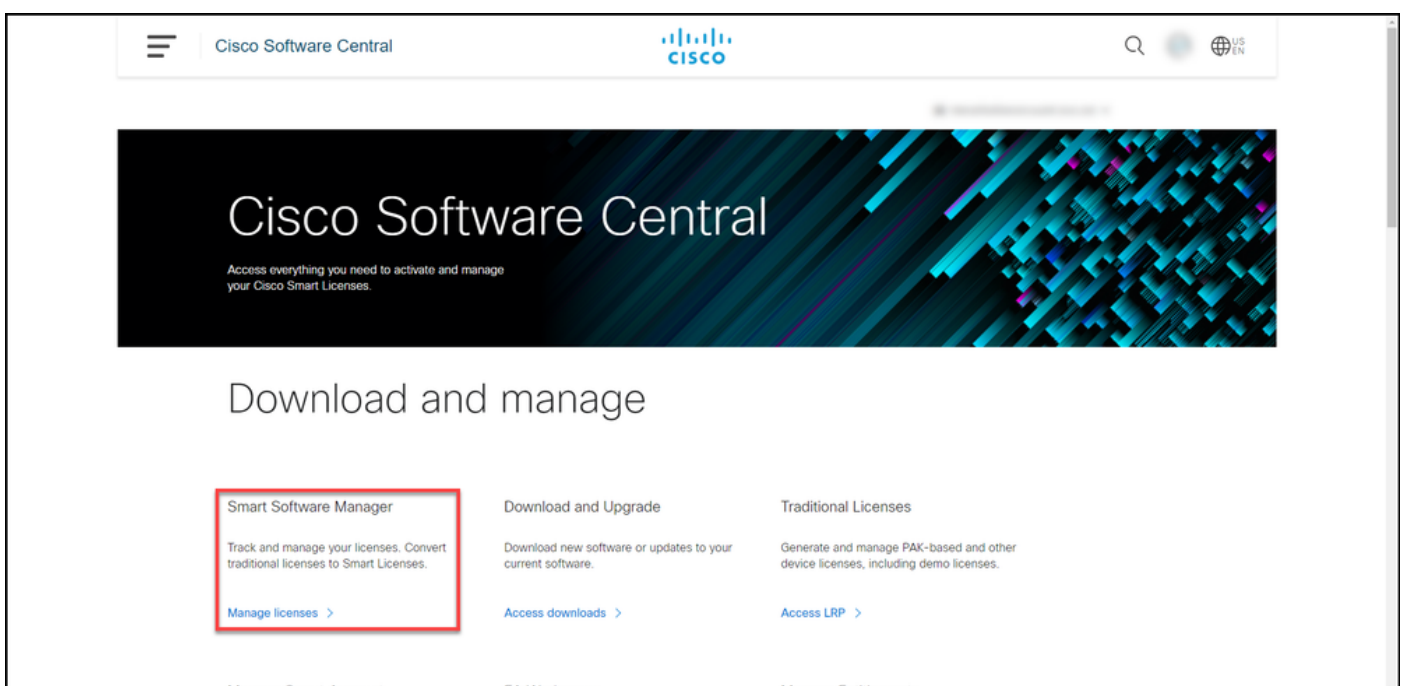 Cisco Software Central
CISCO
US
EN
Cisco Software Central
Access everything you need to activate and manage
your Cisco Smart Licenses.
Download and manage
Smart Software Manager
Track and manage your licenses. Convert
traditional licenses to Smart Licenses.
Manage licenses
Download and Upgrade
Download new software or updates to your
current software.
Access downloads
Traditional Licenses
Generate and manage PAK-based and other
device licenses, including demo licenses.
Access LRP